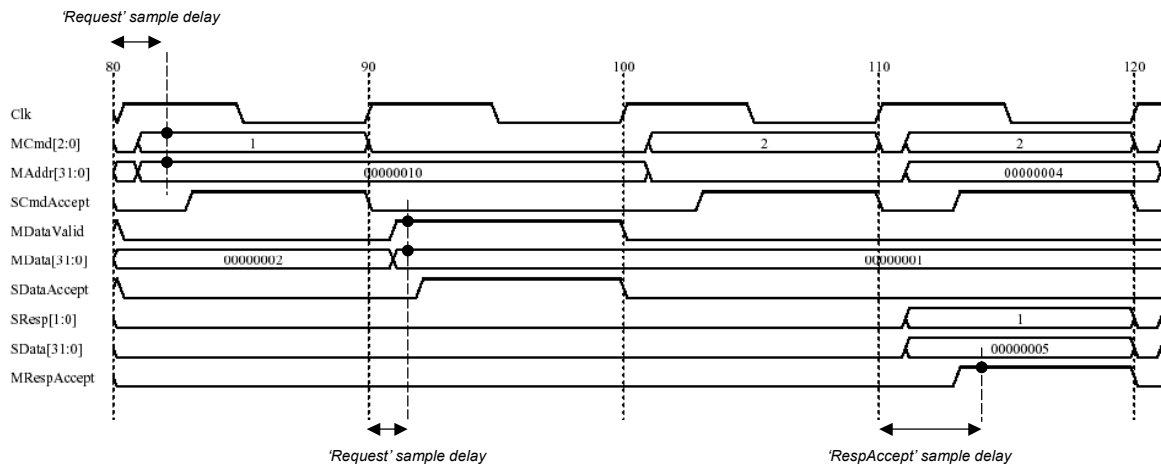 ‘Request’ sample delay
80 90 100 110 120
Clk
MCmd[2:0] 1 2 2
MAddr[31:0] 00000010 00000004
SCmdAccept
MDataValid
MData[31:0] 00000002 00000001
SDataAccept
SResp[1:0] 1
SData[31:0] 00000005
MRespAccept
‘Request’ sample delay ‘RespAccept’ sample delay